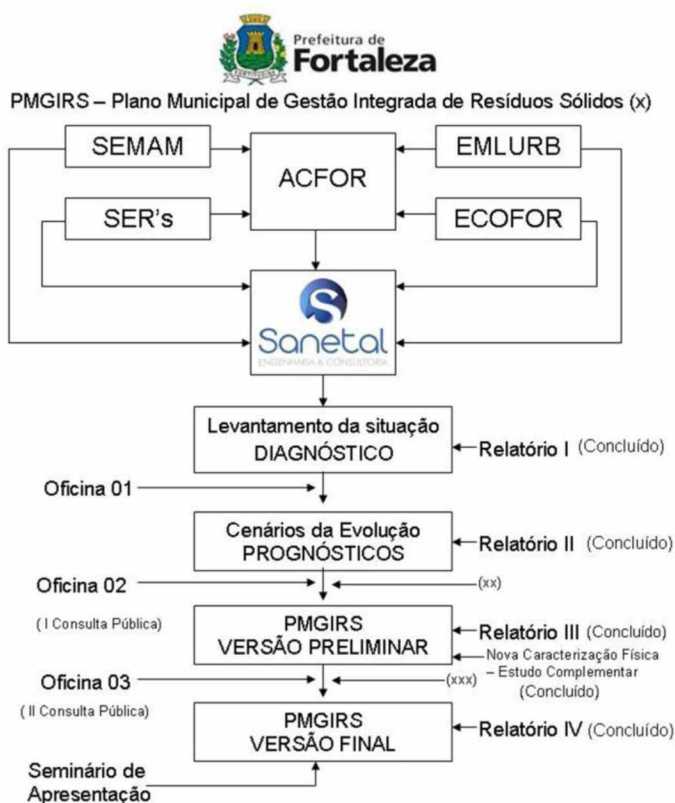 Prefeitura de
Fortaleza
PMGIRS – Plano Municipal de Gestão Integrada de Resíduos Sólidos (x)
SEMAM
EMLURB
ACFOR
SER's
ECOFOR
S
Sanetal
ENGENHARIA & CONSULTORIA
Levantamento da situação
DIAGNÓSTICO
Relatório I (Concluído)
Oficina 01
Cenários da Evolução
PROGNÓSTICOS
Relatório II (Concluído)
Oficina 02
(xx)
( I Consulta Pública)
PMGIRS
VERSÃO PRELIMINAR
Relatório III (Concluído)
Nova Caracterização Física
– Estudo Complementar
(Concluído)
Oficina 03
(xxx)
( II Consulta Pública)
PMGIRS
VERSÃO FINAL
Relatório IV (Concluído)
Seminário de
Apresentação